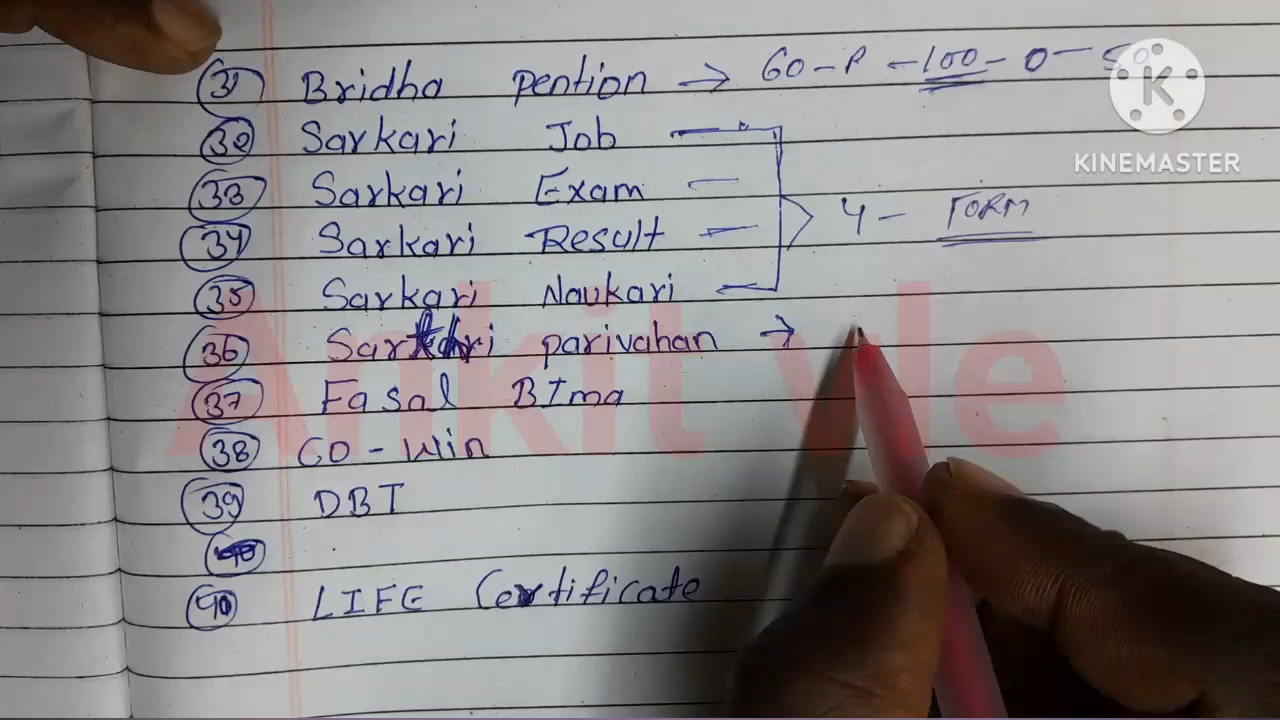 31 Bridha pention → 60-P-100-0-50
32 Sarkari Job
33 Sarkari Exam
34 Sarkari Result
4- FORM
35 Sarkari Naukari
36 Sarkari parivahan →
37 Fasal BIma
38 CO-Win
39 DBT
40 LIFE Certificate
KINEMASTER
Ankit vle